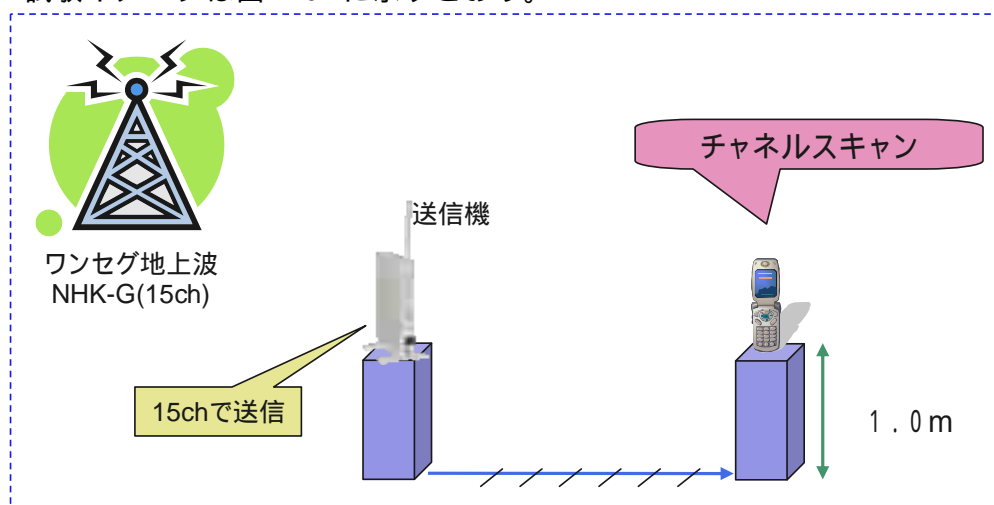 チャネルスキャン
送信機
ワンセグ地上波
NHK-G(15ch)
15chで送信
1.0m